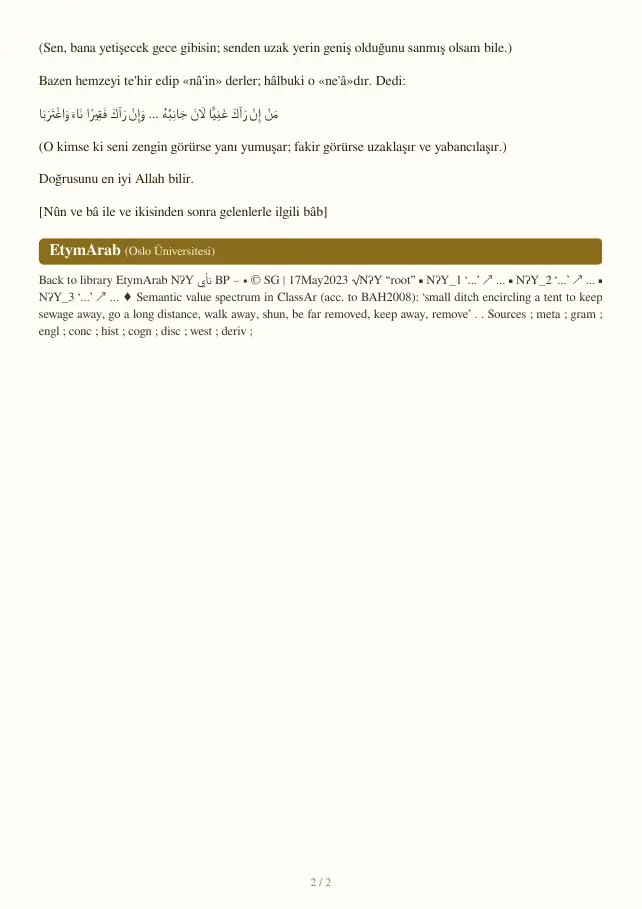 (Sen, bana yetişecek gece gibisin; senden uzak yerin geniş olduğunu sanmış olsam bile.)
Bazen hemzeyi te'hir edip «nâ'in» derler; hâlbuki o «ne'â»dır. Dedi:
مَنْ إِنْ رَآكَ غَنِيًّا لَانَ جَانِبُهُ ... وَإِنْ رَآكَ فَقِيرًا نَاءَ وَاغْتَرَبَا
(O kimse ki seni zengin görürse yanı yumuşar; fakir görürse uzaklaşır ve yabancılaşır.)
Doğrusunu en iyi Allah bilir.
[Nûn ve bâ ile ve ikisinden sonra gelenlerle ilgili bâb]
EtymArab (Oslo Üniversitesi)
Back to library EtymArab NʔY نأى BP – • © SG | 17May2023 √NʔY “root” ▪ NʔY_1 ‘...’ ↗ ... ▪ NʔY_2 ‘...’ ↗ ... ▪
NʔY_3 ‘...’ ↗ ... ♦ Semantic value spectrum in ClassAr (acc. to BAH2008): ‘small ditch encircling a tent to keep
sewage away, go a long distance, walk away, shun, be far removed, keep away, remove’ . . Sources ; meta ; gram ;
engl ; conc ; hist ; cogn ; disc ; west ; deriv ;
2 / 2